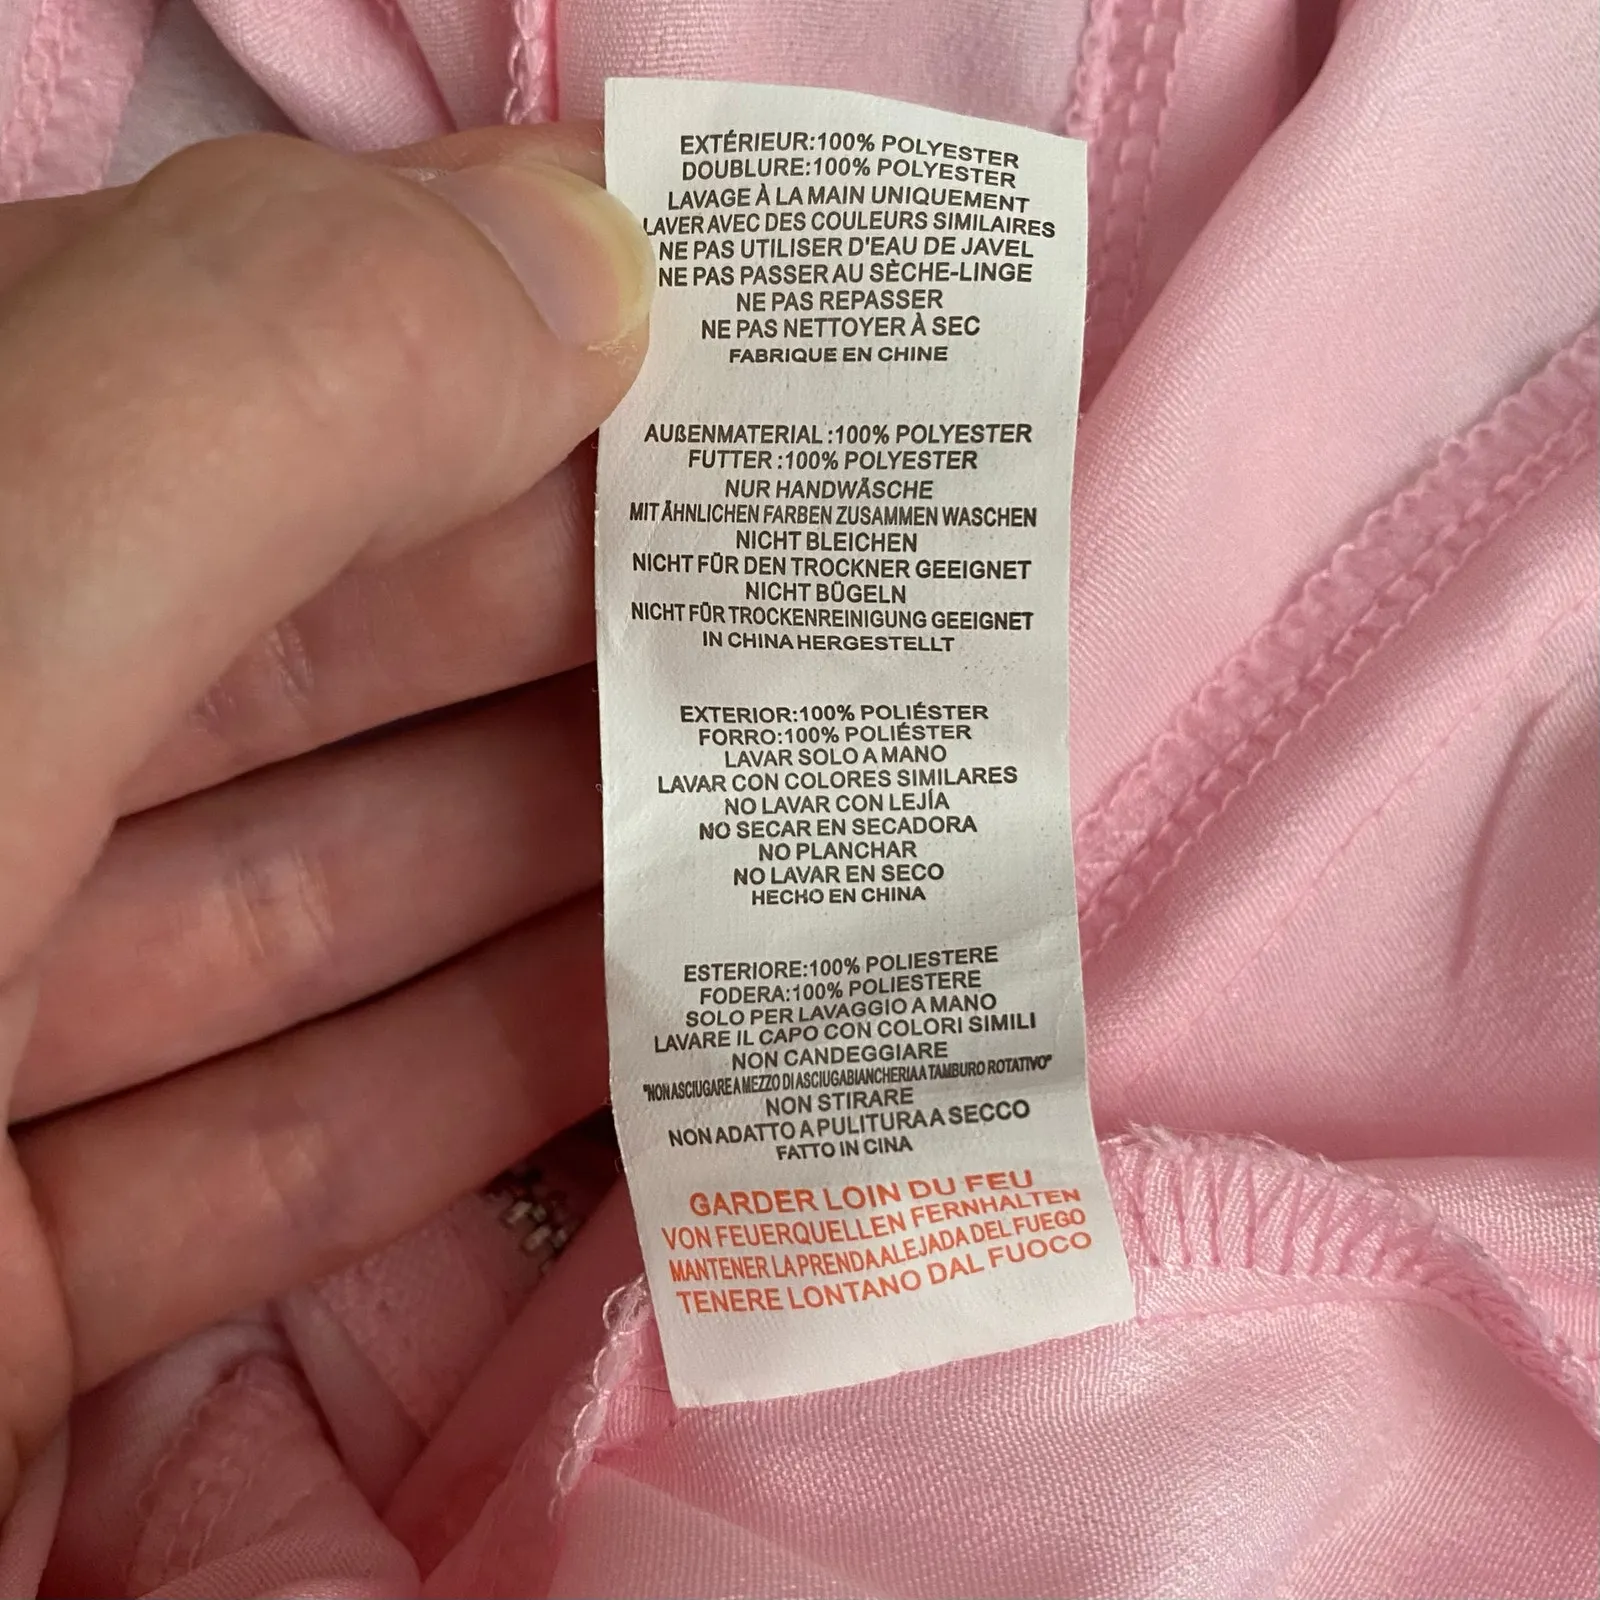 EXTÉRIEUR:100% POLYESTER
DOUBLURE:100% POLYESTER
LAVAGE À LA MAIN UNIQUEMENT
LAVER AVEC DES COULEURS SIMILAIRES
NE PAS UTILISER D'EAU DE JAVEL
NE PAS PASSER AU SÈCHE-LINGE
NE PAS REPASSER
NE PAS NETTOYER À SEC
FABRIQUE EN CHINE
AUßENMATERIAL :100% POLYESTER
FUTTER :100% POLYESTER
NUR HANDWÄSCHE
MIT ÄHNLICHEN FARBEN ZUSAMMEN WASCHEN
NICHT BLEICHEN
NICHT FÜR DEN TROCKNER GEEIGNET
NICHT BÜGELN
NICHT FÜR TROCKENREINIGUNG GEEIGNET
IN CHINA HERGESTELLT
EXTERIOR:100% POLIÉSTER
FORRO:100% POLIÉSTER
LAVAR SOLO A MANO
LAVAR CON COLORES SIMILARES
NO LAVAR CON LEJÍA
NO SECAR EN SECADORA
NO PLANCHAR
NO LAVAR EN SECO
HECHO EN CHINA
ESTERIORE:100% POLIESTERE
FODERA:100% POLIESTERE
SOLO PER LAVAGGIO A MANO
LAVARE IL CAPO CON COLORI SIMILI
NON CANDEGGIARE
"NON ASCIUGARE A MEZZO DI ASCIUGABIANCHERIA A TAMBURO ROTATIVO"
NON STIRARE
NON ADATTO A PULITURA A SECCO
FATTO IN CINA
GARDER LOIN DU FEU
VON FEUERQUELLEN FERNHALTEN
MANTENER LA PRENDA ALEJADA DEL FUEGO
TENERE LONTANO DAL FUOCO